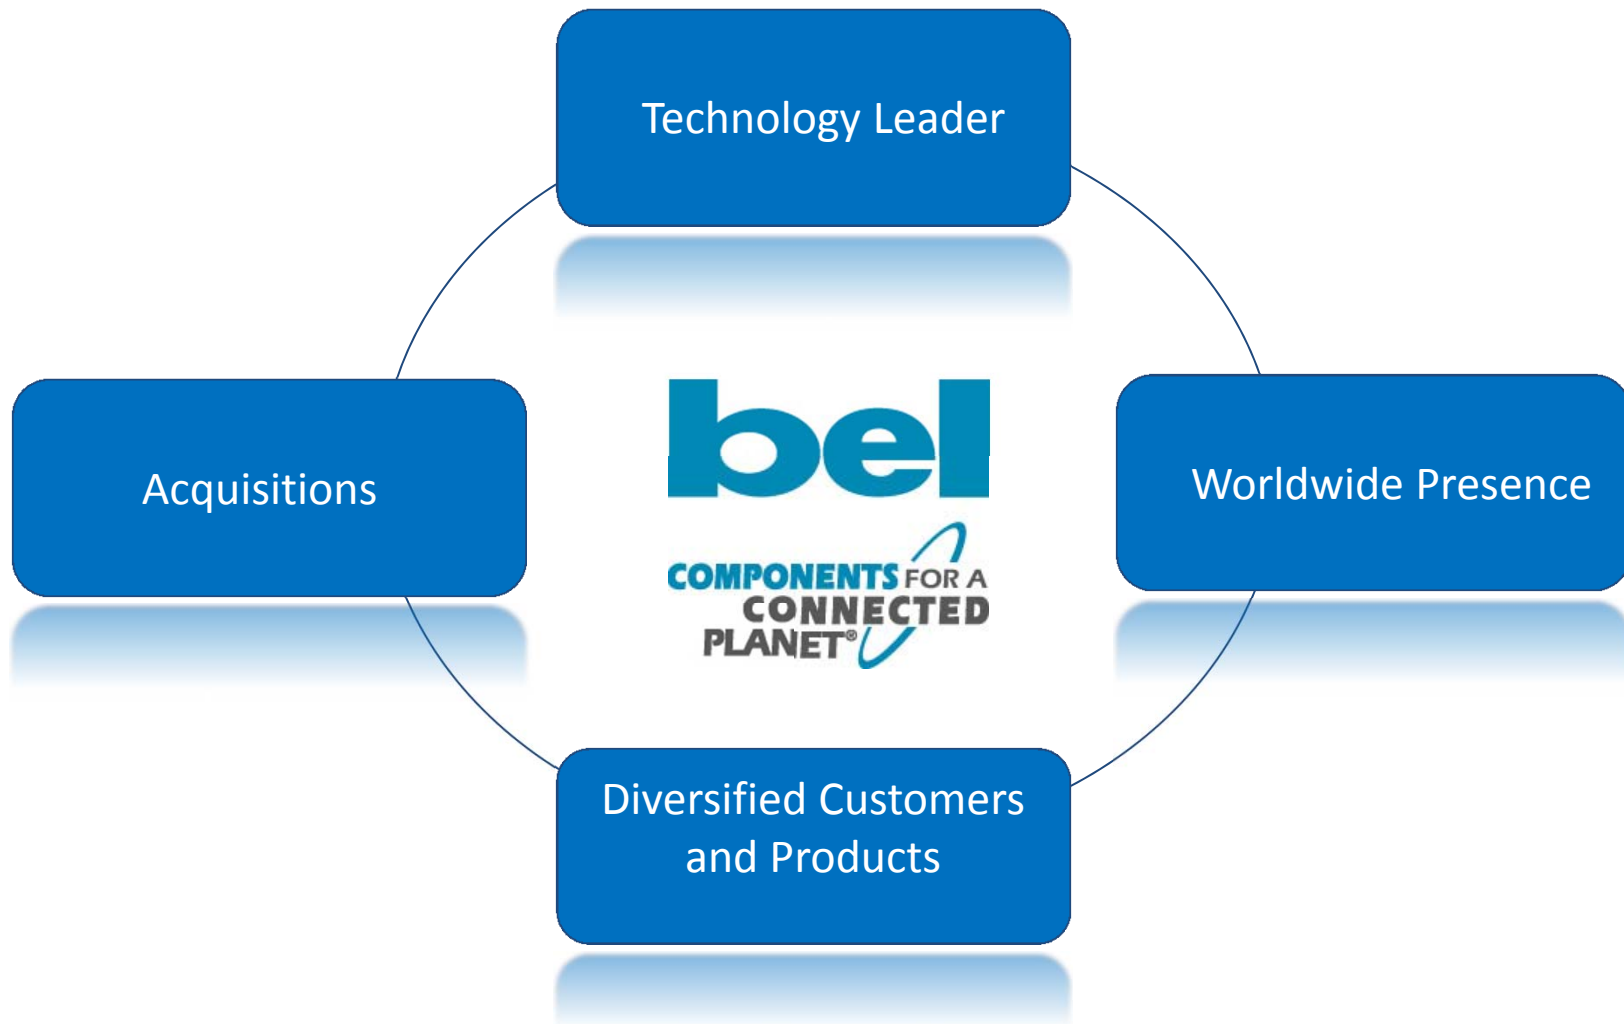 Technology Leader
Acquisitions
bel
Worldwide Presence
COMPONENTS FOR A
CONNECTED
PLANET®
Diversified Customers
and Products